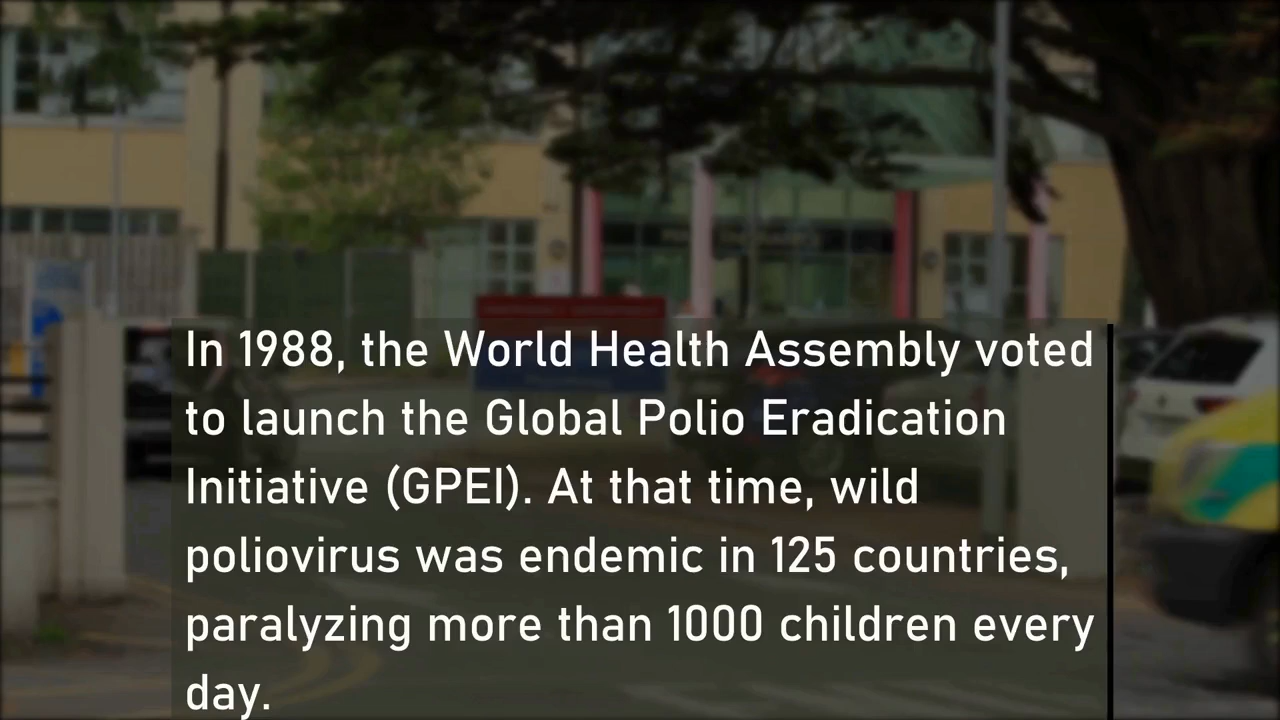 In 1988, the World Health Assembly voted
to launch the Global Polio Eradication
Initiative (GPEI). At that time, wild
poliovirus was endemic in 125 countries,
paralyzing more than 1000 children every
day.